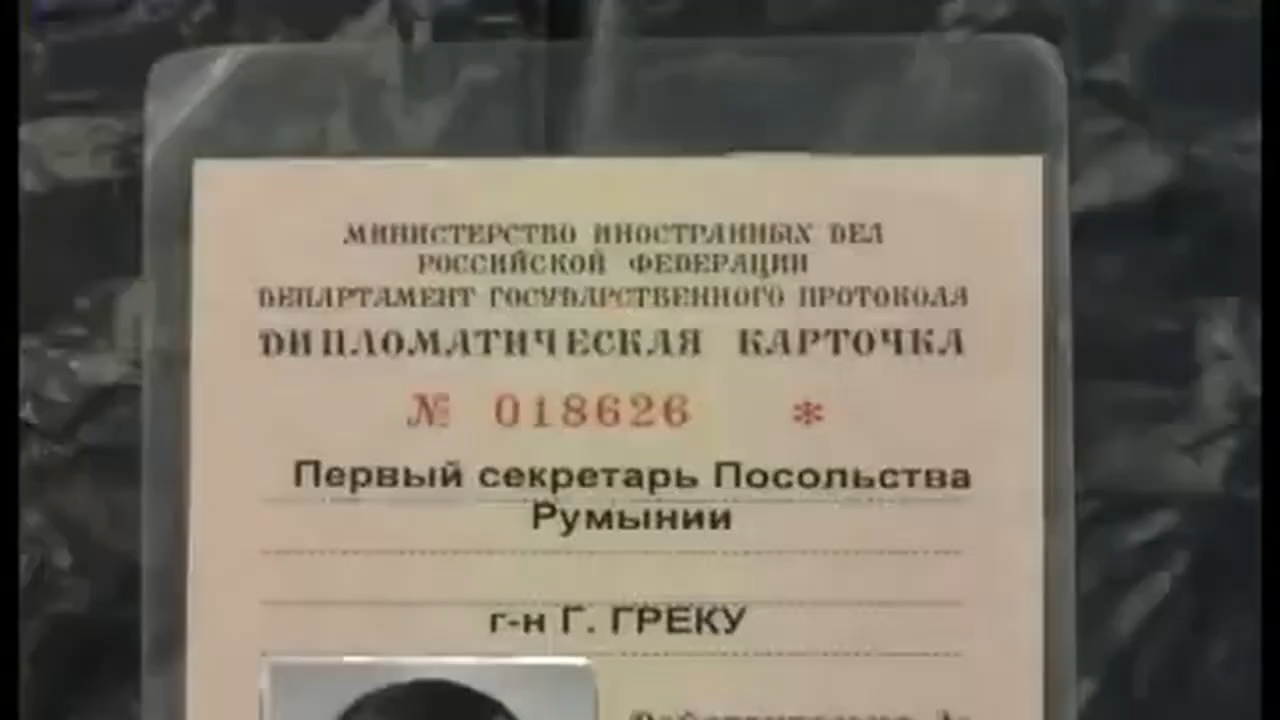 МИНИСТЕРСТВО ИНОСТРАННЫХ ДЕЛ
РОССИЙСКОЙ ФЕДЕРАЦИИ
ДЕПАРТАМЕНТ ГОСУДАРСТВЕННОГО ПРОТОКОЛА
ДИПЛОМАТИЧЕСКАЯ КАРТОЧКА
№ 018626 *
Первый секретарь Посольства
Румынии
г-н Г. ГРЕКУ